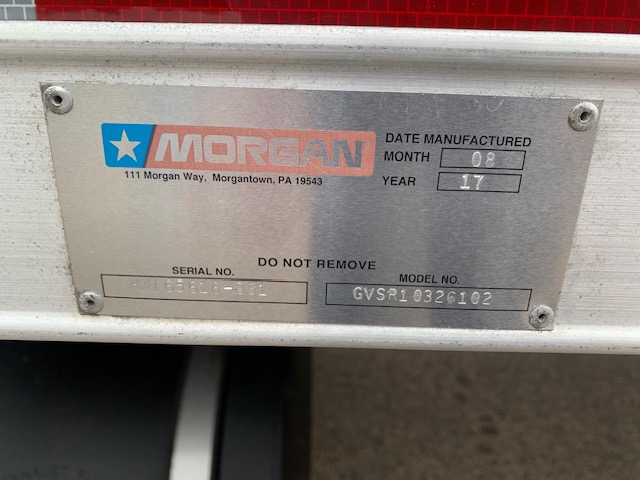 MORGAN
111 Morgan Way, Morgantown, PA 19543
DATE MANUFACTURED
MONTH 08
YEAR 17
DO NOT REMOVE
SERIAL NO.
MODEL NO.
GVSR10326102